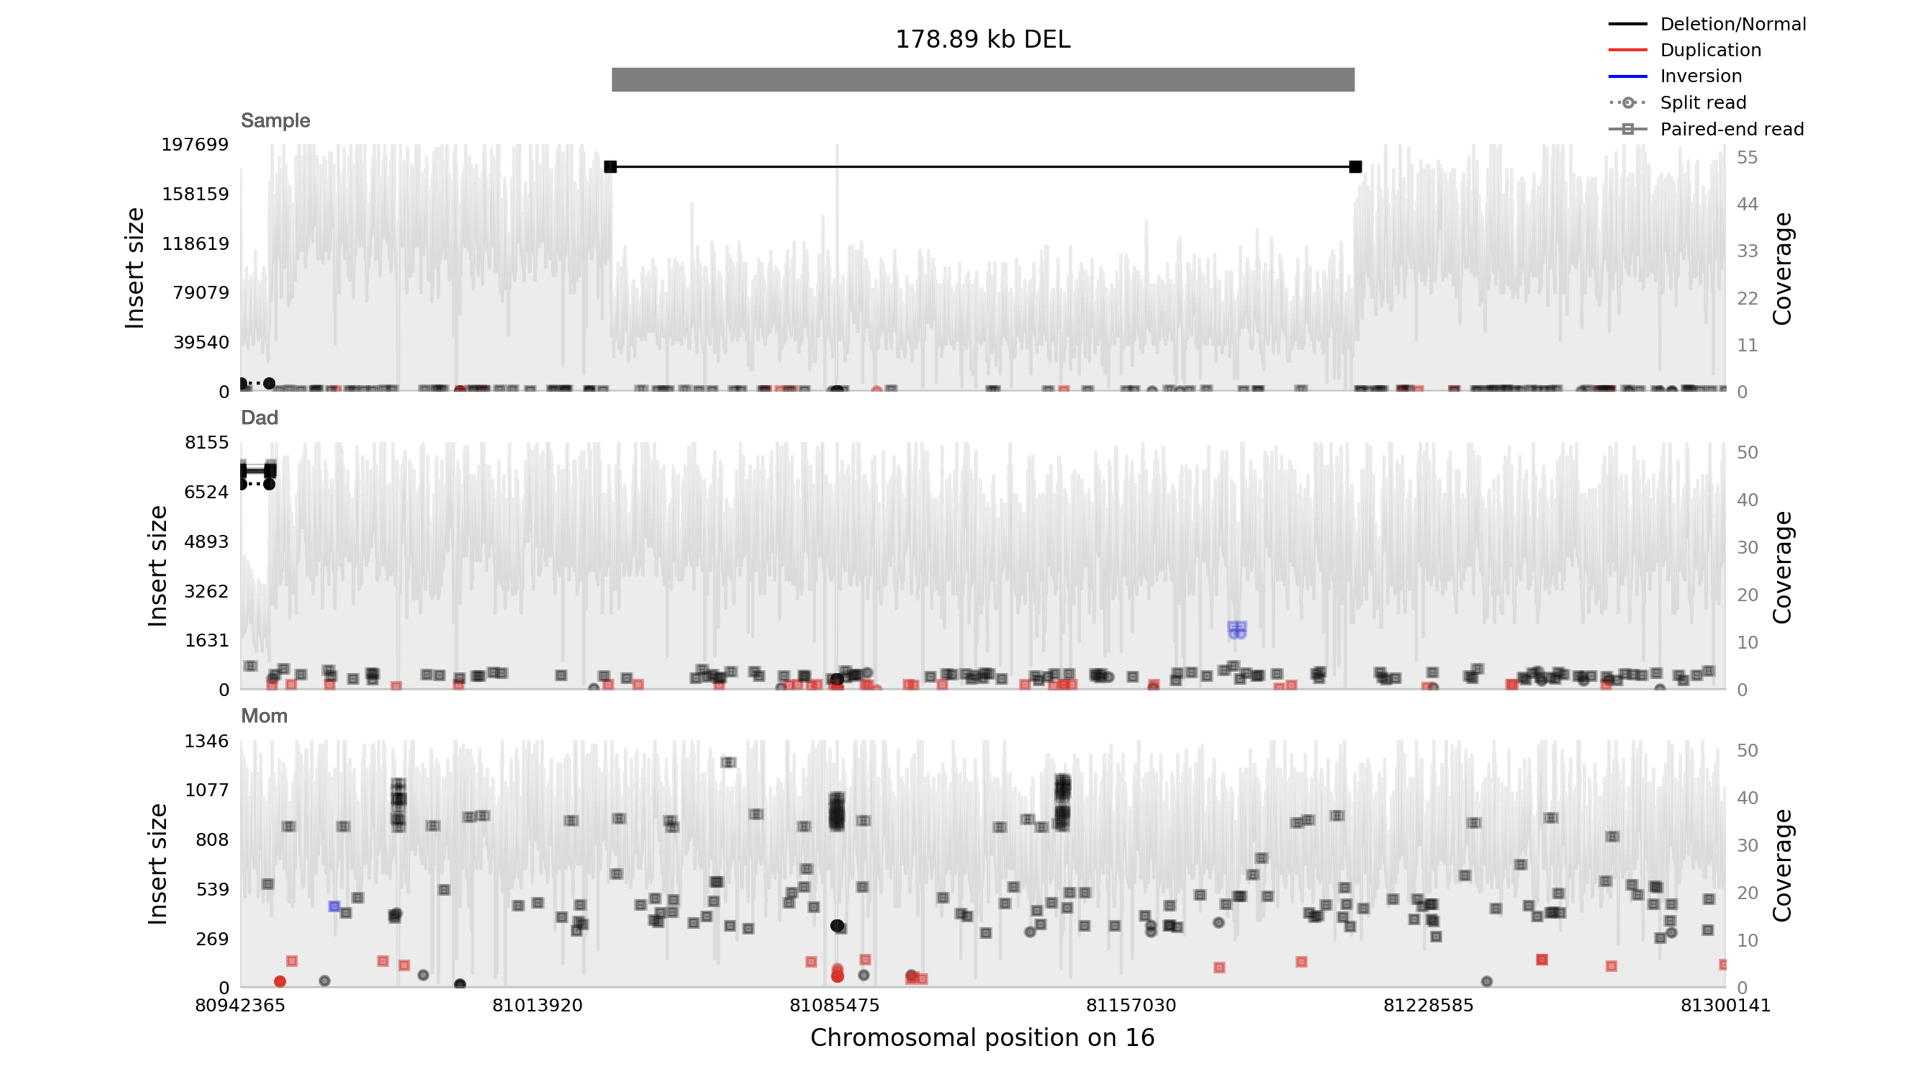 178.89 kb DEL
Deletion/Normal
Duplication
Inversion
Split read
Paired-end read
Sample
197699
158159
118619
79079
39540
0
Insert size
55
44
33
22
11
0
Coverage
Dad
8155
6524
4893
3262
1631
0
Insert size
50
40
30
20
10
0
Coverage
Mom
1346
1077
808
539
269
0
Insert size
50
40
30
20
10
0
Coverage
80942365 81013920 81085475 81157030 81228585 81300141
Chromosomal position on 16